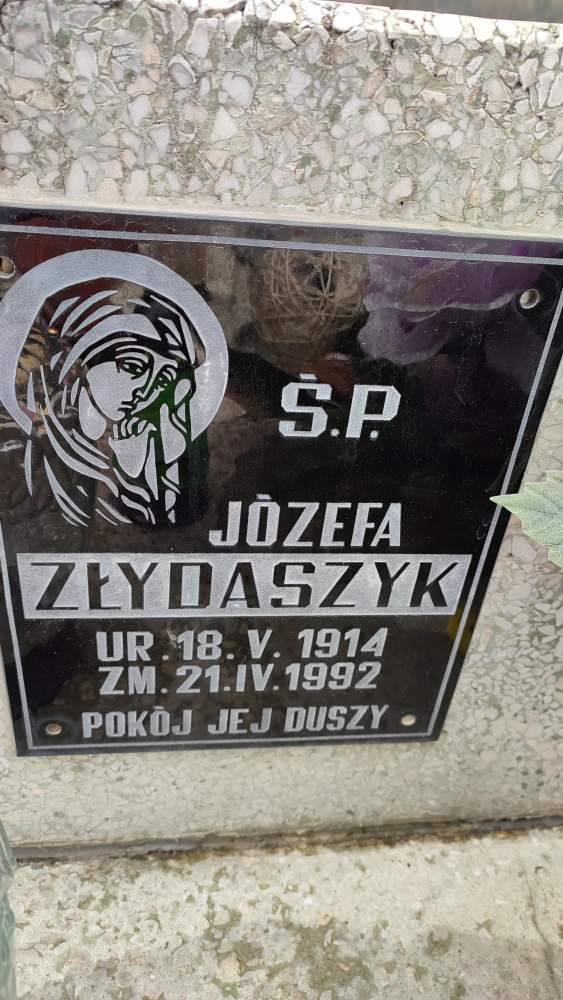 Ś.P.
JÓZEFA
ZŁYDASZYK
UR. 18. V. 1914
ZM. 21. IV. 1992
POKÓJ JEJ DUSZY